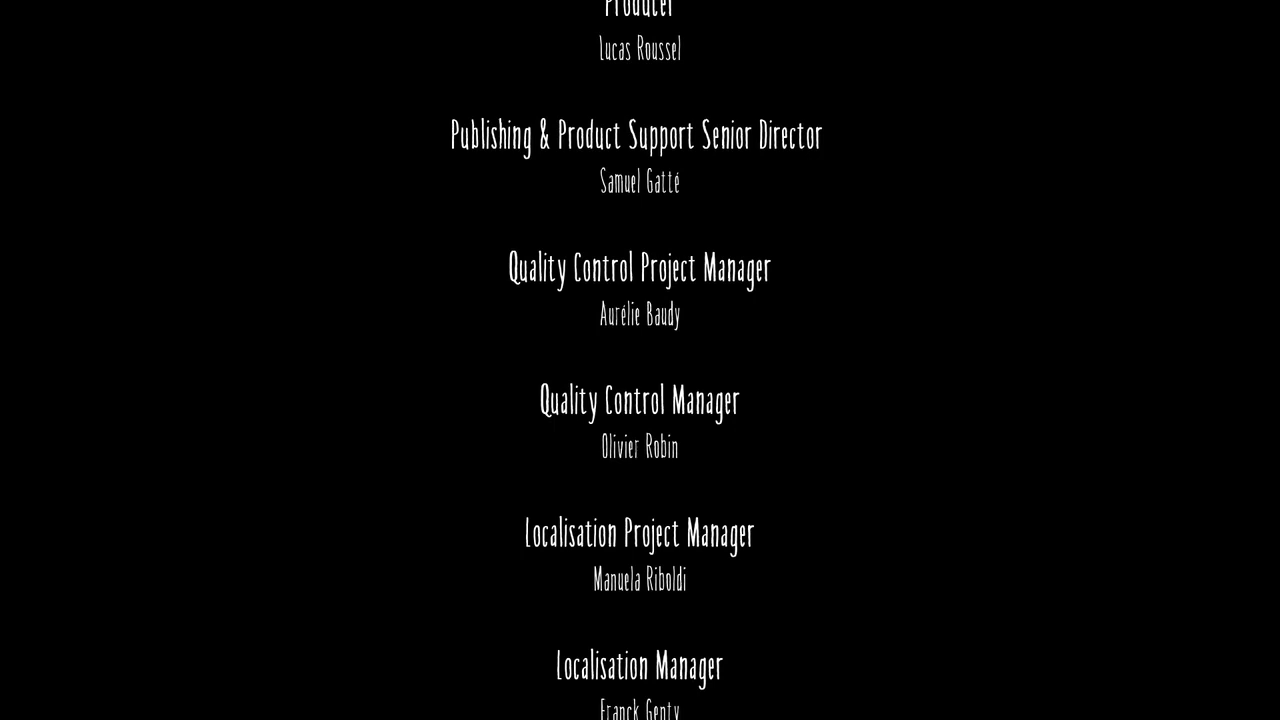 Producer
Lucas Roussel
Publishing & Product Support Senior Director
Samuel Gatté
Quality Control Project Manager
Aurélie Baudy
Quality Control Manager
Olivier Robin
Localisation Project Manager
Manuela Riboldi
Localisation Manager
Franck Genty